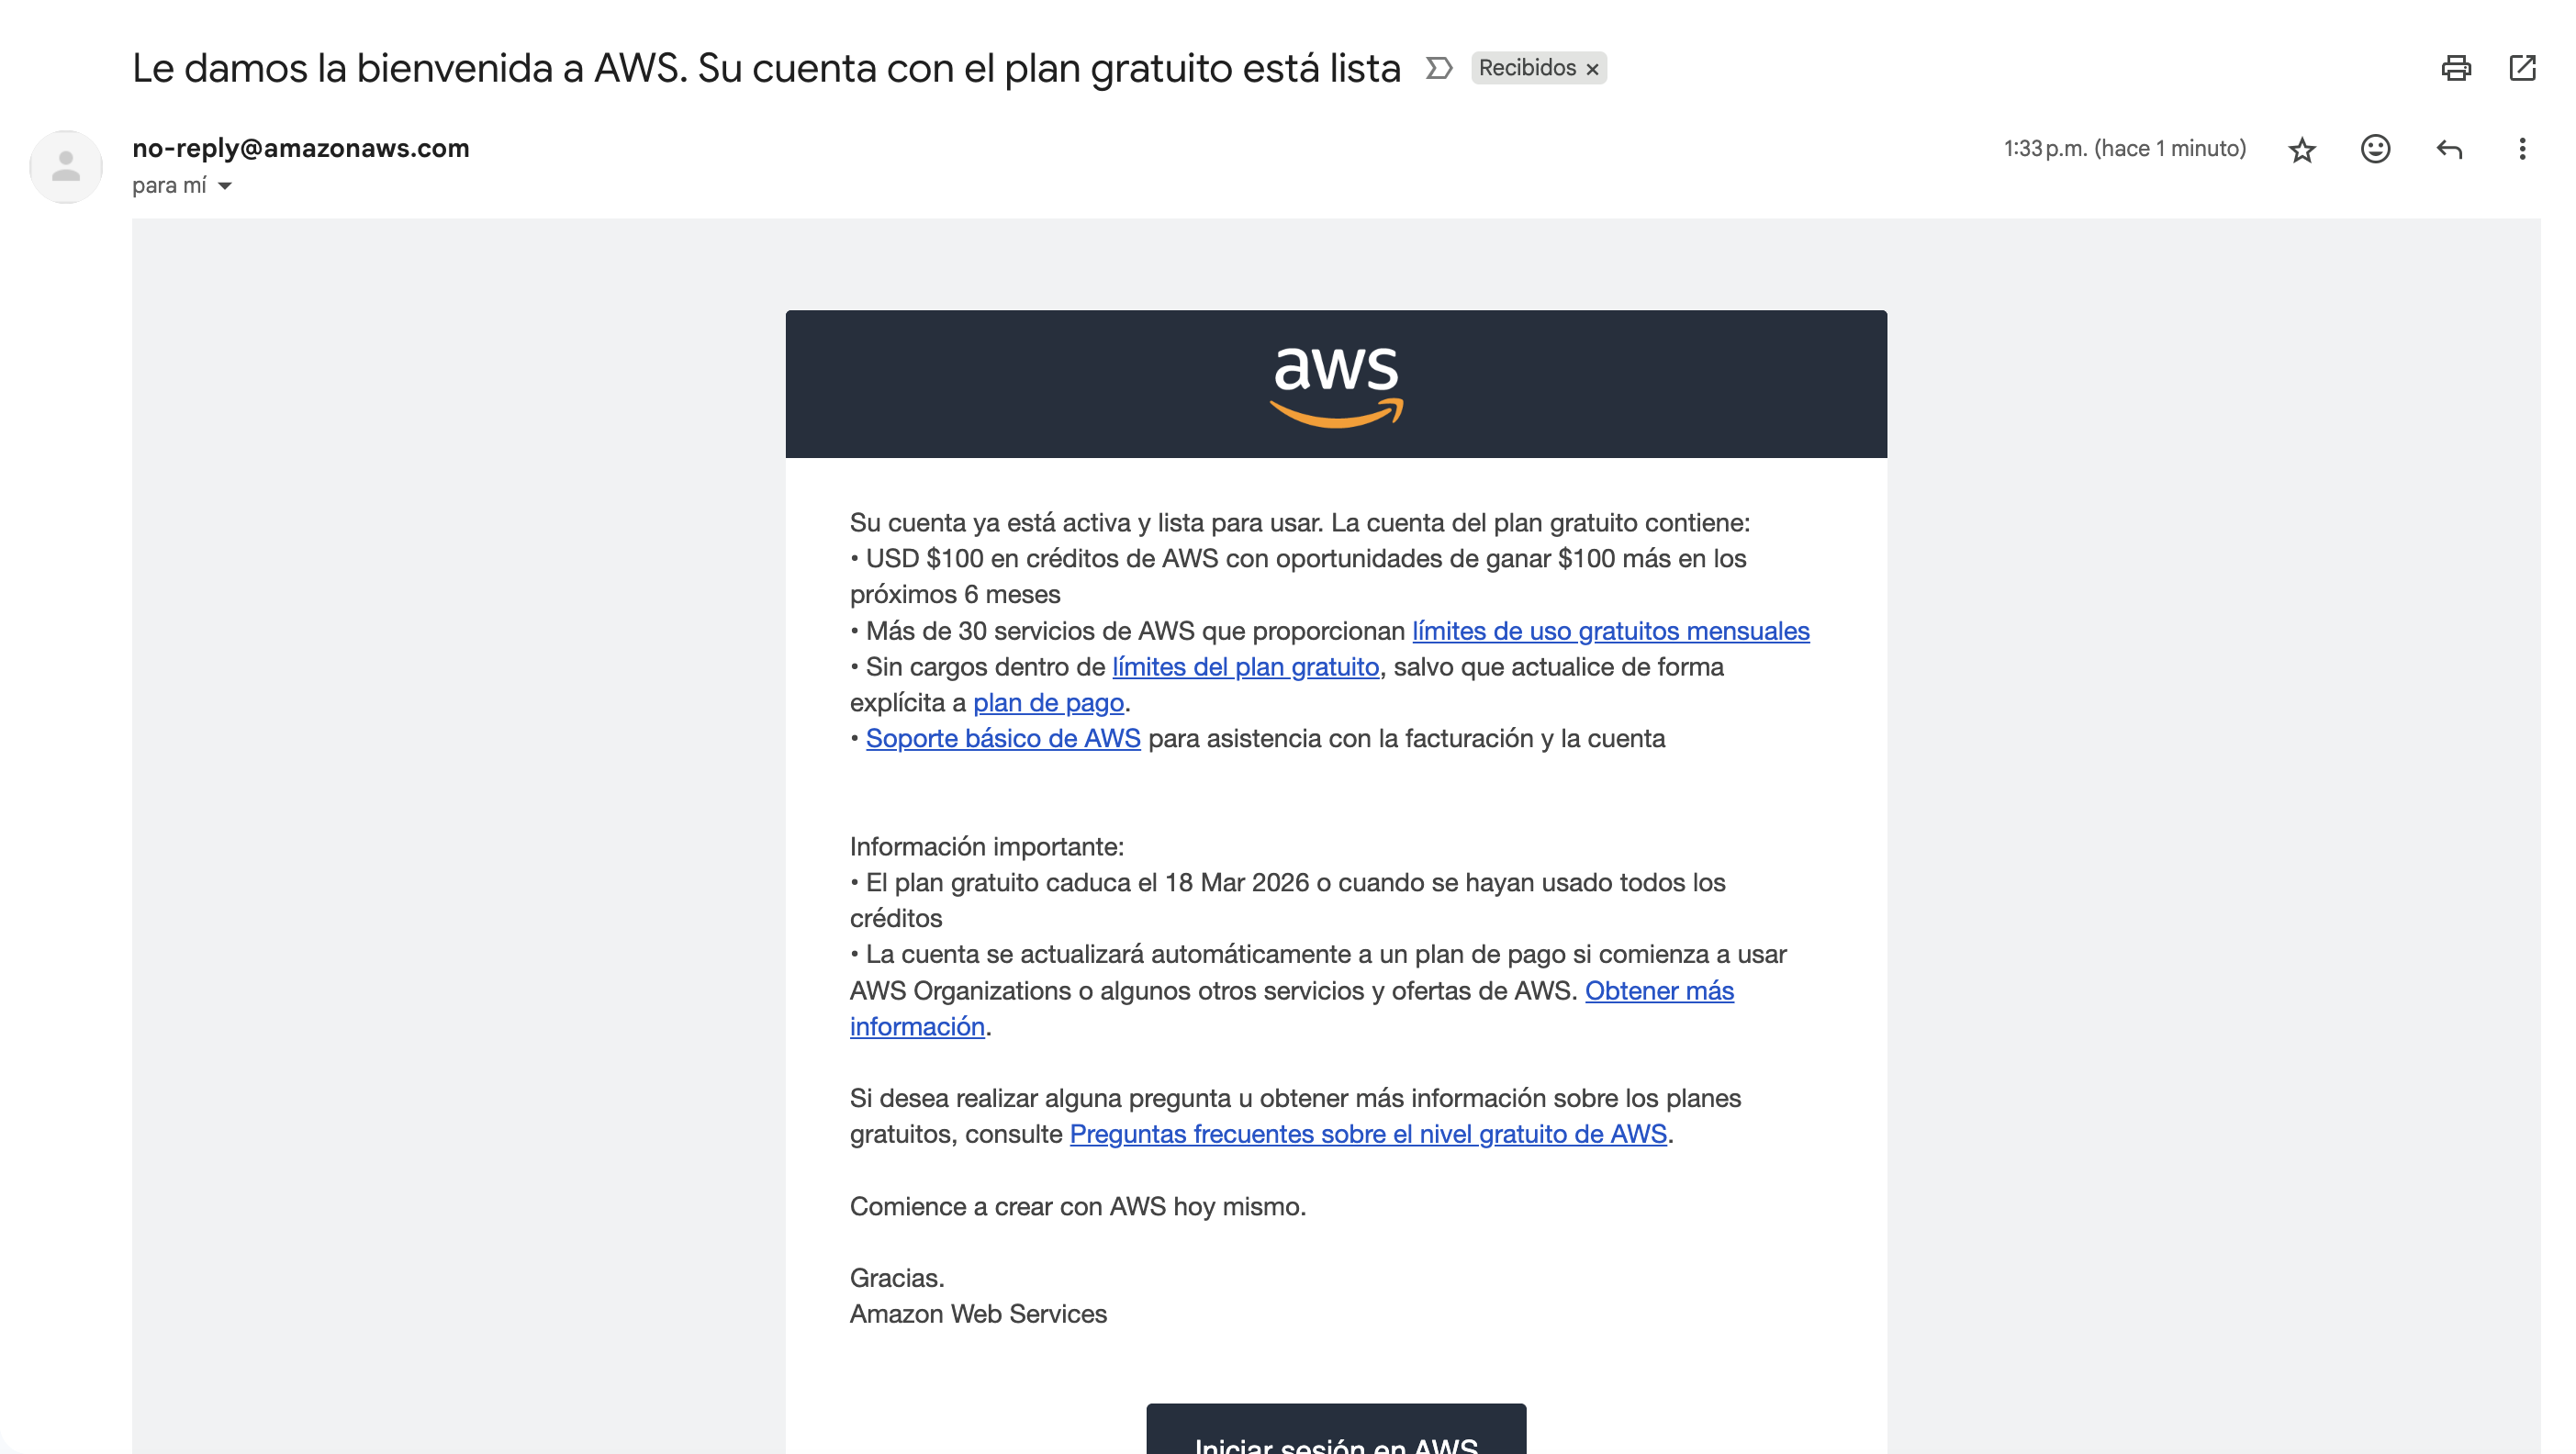 Le damos la bienvenida a AWS. Su cuenta con el plan gratuito está lista
Recibidos ×
no-reply@amazonaws.com
1:33 p.m. (hace 1 minuto)
para mí
aws
Su cuenta ya está activa y lista para usar. La cuenta del plan gratuito contiene:
• USD $100 en créditos de AWS con oportunidades de ganar $100 más en los
próximos 6 meses
• Más de 30 servicios de AWS que proporcionan límites de uso gratuitos mensuales
• Sin cargos dentro de límites del plan gratuito, salvo que actualice de forma
explícita a plan de pago.
• Soporte básico de AWS para asistencia con la facturación y la cuenta
Información importante:
• El plan gratuito caduca el 18 Mar 2026 o cuando se hayan usado todos los
créditos
• La cuenta se actualizará automáticamente a un plan de pago si comienza a usar
AWS Organizations o algunos otros servicios y ofertas de AWS. Obtener más
información.
Si desea realizar alguna pregunta u obtener más información sobre los planes
gratuitos, consulte Preguntas frecuentes sobre el nivel gratuito de AWS.
Comience a crear con AWS hoy mismo.
Gracias.
Amazon Web Services
Iniciar sesión en AWS